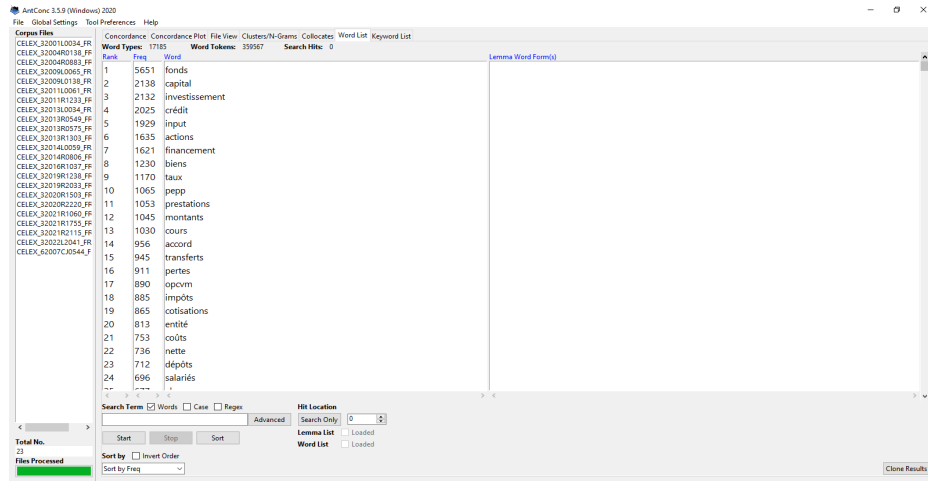 AntConc 3.5.9 (Windows) 2020
File Global Settings Tool Preferences Help
Corpus Files
CELEX_32001L0034_FR
CELEX_32004R0138_FR
CELEX_32004R0883_FR
CELEX_32009L0065_FR
CELEX_32009L0138_FR
CELEX_32011L0061_FR
CELEX_32011R1233_FR
CELEX_32013L0034_FR
CELEX_32013R0549_FR
CELEX_32013R0575_FR
CELEX_32013R1303_FR
CELEX_32014L0059_FR
CELEX_32014R0806_FR
CELEX_32016R1037_FR
CELEX_32019R1238_FR
CELEX_32019R2033_FR
CELEX_32020R1503_FR
CELEX_32020R2220_FR
CELEX_32021R1060_FR
CELEX_32021R1755_FR
CELEX_32021R2115_FR
CELEX_32022L2041_FR
CELEX_62007CJ0544_F
Total No.
23
Files Processed
Concordance Concordance Plot File View Clusters/N-Grams Collocates Word List Keyword List
Word Types: 17185 Word Tokens: 359567 Search Hits: 0
Rank Freq Word Lemma Word Form(s)
1 5651 fonds
2 2138 capital
3 2132 investissement
4 2025 crédit
5 1929 input
6 1635 actions
7 1621 financement
8 1230 biens
9 1170 taux
10 1065 pepp
11 1053 prestations
12 1045 montants
13 1030 cours
14 956 accord
15 945 transferts
16 911 pertes
17 890 opcvm
18 885 impôts
19 865 cotisations
20 813 entité
21 753 coûts
22 736 nette
23 712 dépôts
24 696 salariés
Search Term Words Case Regex Hit Location
Advanced Search Only 0
Start Stop Sort Lemma List Loaded
Word List Loaded
Sort by Invert Order
Sort by Freq Clone Results